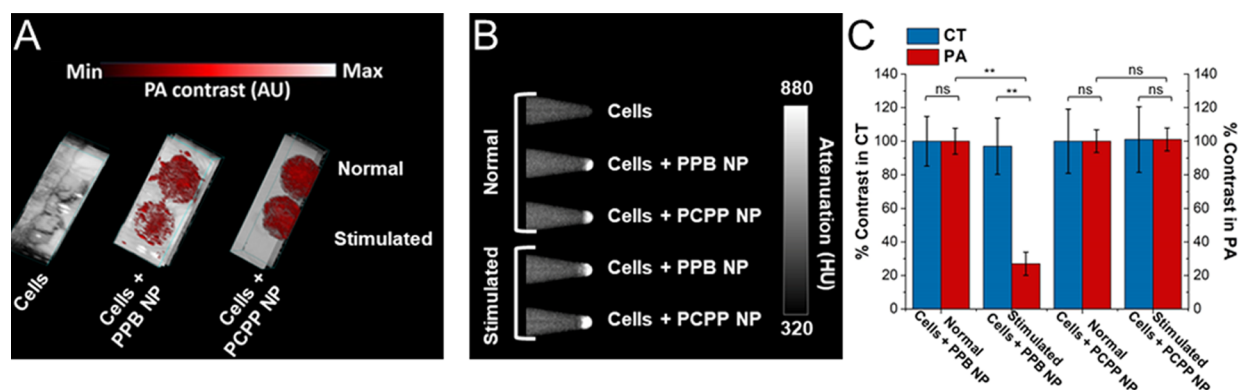 A
Min
Max
PA contrast (AU)
Normal
Stimulated
Cells
Cells +
PPB NP
Cells +
PCPP NP
B
Normal
Cells
Cells + PPB NP
Cells + PCPP NP
Stimulated
Cells + PPB NP
Cells + PCPP NP
880
Attenuation (HU)
320
C
CT
PA
% Contrast in CT
140
120
100
80
60
40
20
0
ns
**
**
ns
ns
ns
140
120
100
80
60
40
20
0
% Contrast in PA
Normal
Cells + PPB NP
Stimulated
Cells + PPB NP
Normal
Cells + PCPP NP
Stimulated
Cells + PCPP NP